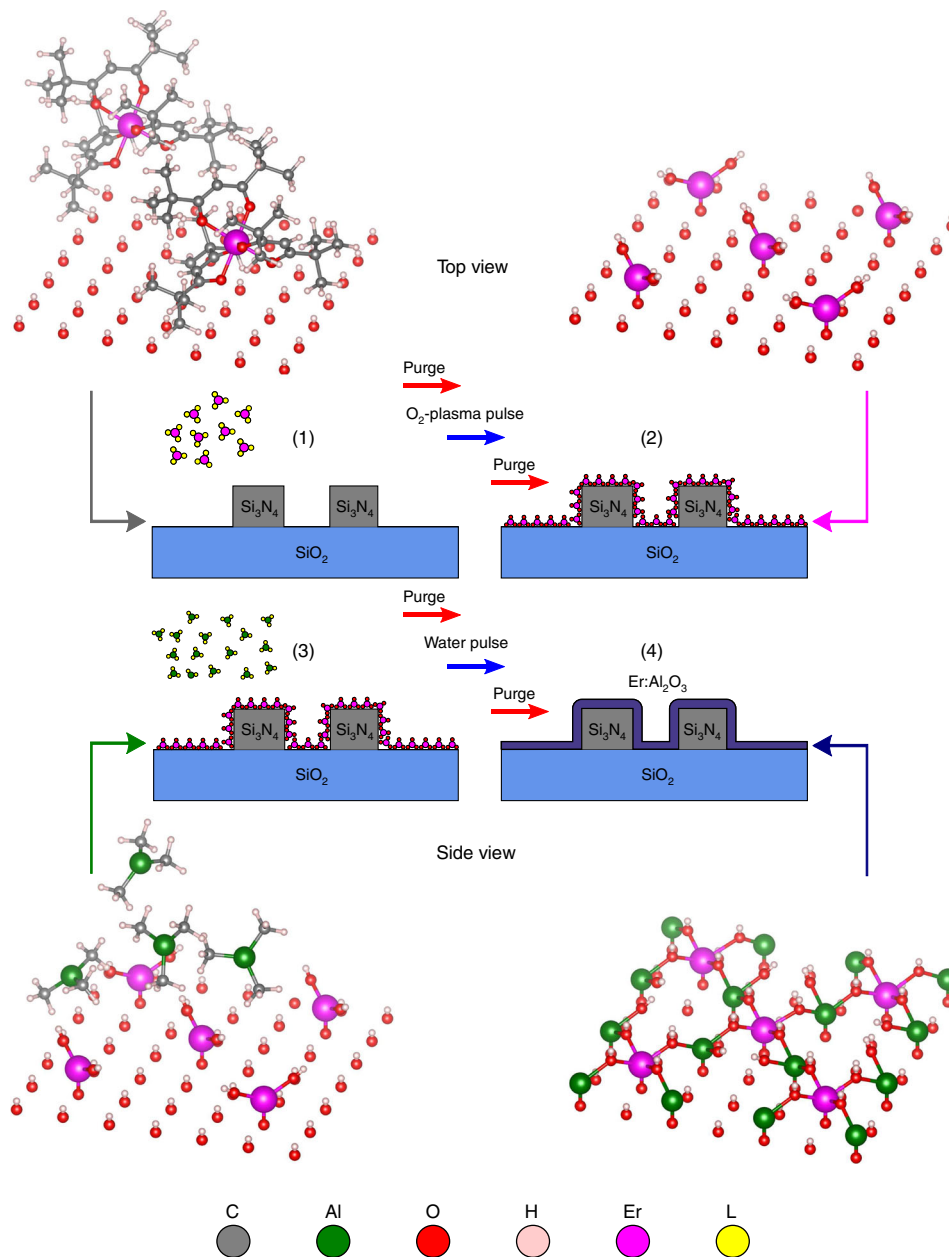 Top view
Purge
O₂-plasma pulse
(1)
(2)
Purge
Si₃N₄
Si₃N₄
Si₃N₄
Si₃N₄
SiO₂
SiO₂
Purge
Water pulse
(3)
(4)
Er:Al₂O₃
Purge
Si₃N₄
Si₃N₄
Si₃N₄
Si₃N₄
SiO₂
SiO₂
Side view
C
Al
O
H
Er
L